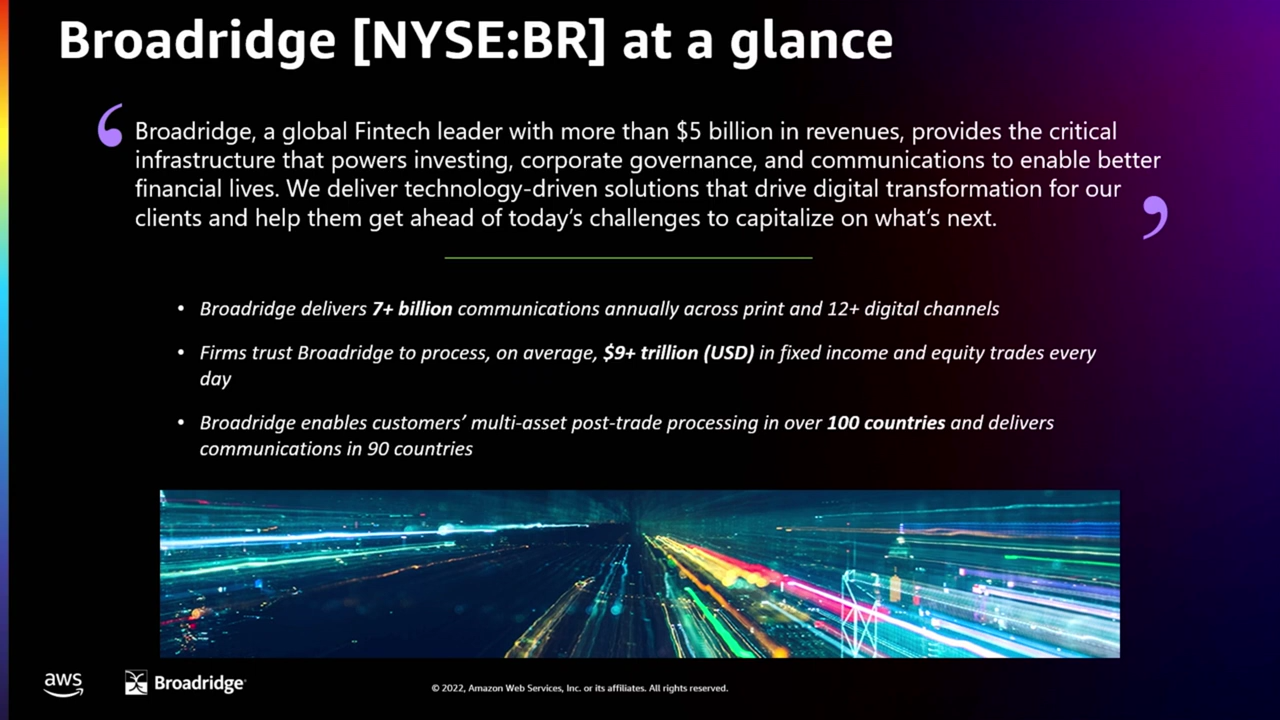 Broadridge [NYSE:BR] at a glance
‘
Broadridge, a global Fintech leader with more than $5 billion in revenues, provides the critical
infrastructure that powers investing, corporate governance, and communications to enable better
financial lives. We deliver technology-driven solutions that drive digital transformation for our
clients and help them get ahead of today’s challenges to capitalize on what’s next.
’
• Broadridge delivers 7+ billion communications annually across print and 12+ digital channels
• Firms trust Broadridge to process, on average, $9+ trillion (USD) in fixed income and equity trades every
day
• Broadridge enables customers’ multi-asset post-trade processing in over 100 countries and delivers
communications in 90 countries
aws
Broadridge
© 2022, Amazon Web Services, Inc. or its affiliates. All rights reserved.